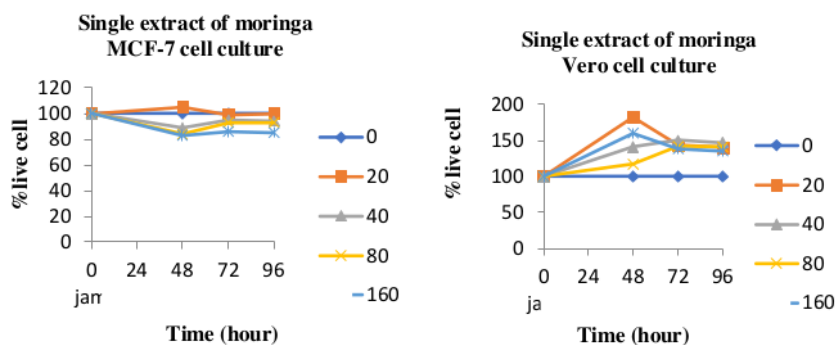 Single extract of moringa
MCF-7 cell culture
% live cell
120
100
80
60
40
20
0
0 24 48 72 96
jam
Time (hour)
0
20
40
80
160
Single extract of moringa
Vero cell culture
% live cell
200
150
100
50
0
0 24 48 72 96
ja
Time (hour)
0
20
40
80
160